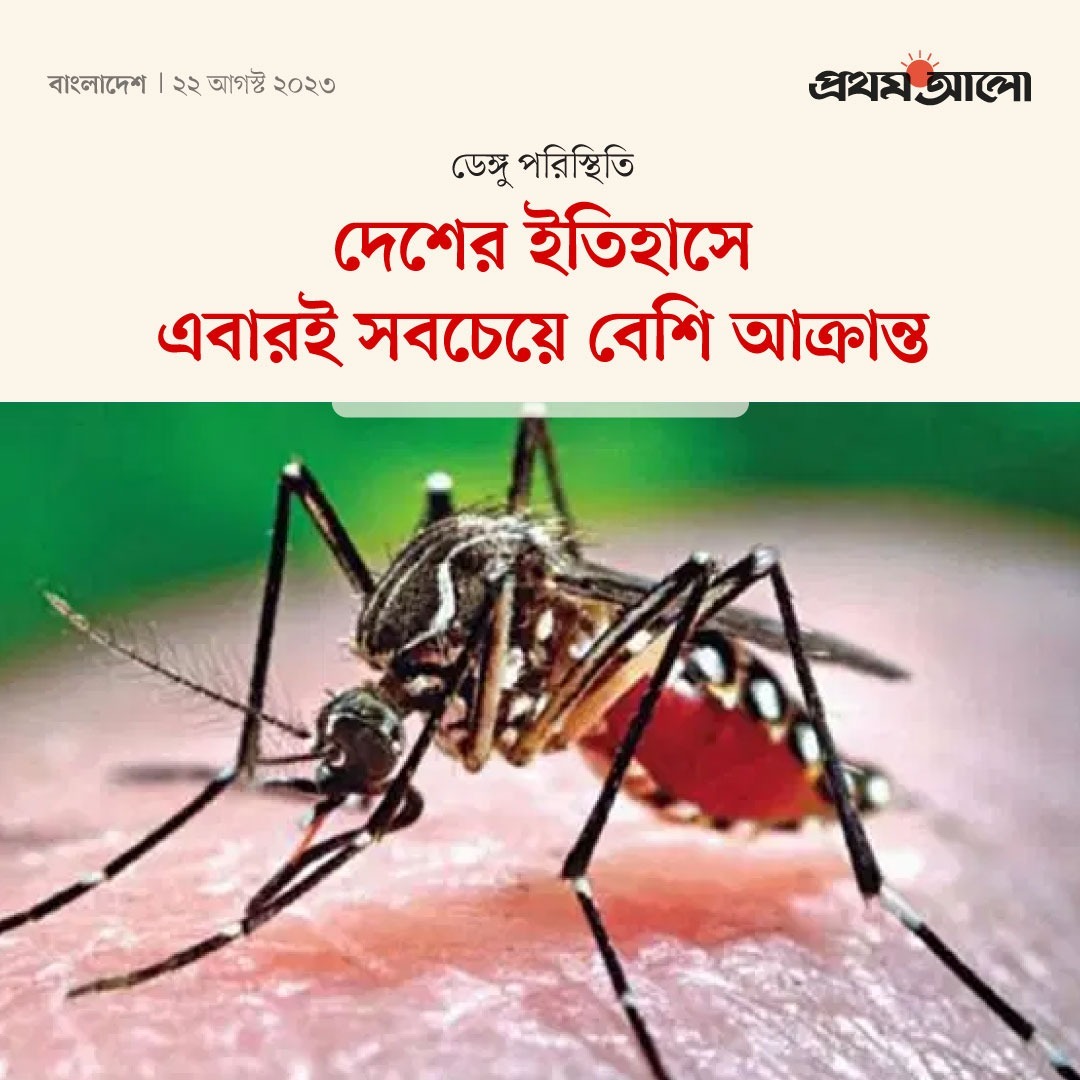 বাংলাদেশ | ২২ আগস্ট ২০২৩
প্রথম আলো
ডেঙ্গু পরিস্থিতি
দেশের ইতিহাসে
এবারই সবচেয়ে বেশি আক্রান্ত